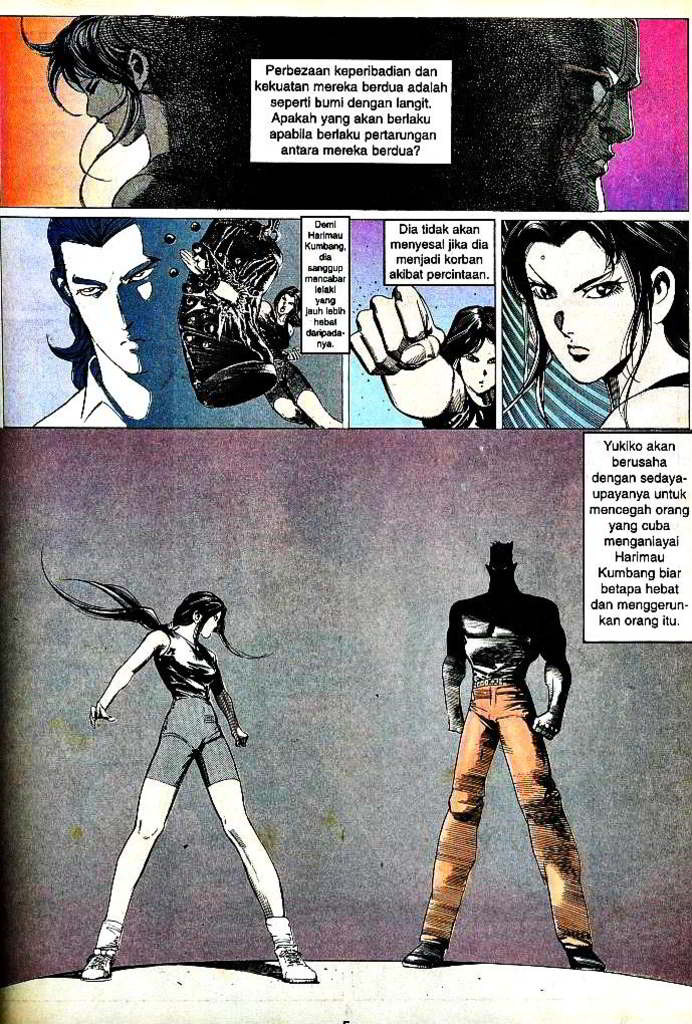 Perbezaan keperibadian dan
kekuatan mereka berdua adalah
seperti bumi dengan langit.
Apakah yang akan berlaku
apabila berlaku pertarungan
antara mereka berdua?
Demi
Harimau
Kumbang,
dia
sanggup
mencabar
lelaki
yang
jauh lebih
hebat
daripada-
nya.
Dia tidak akan
menyesal jika dia
menjadi korban
akibat percintaan.
Yukiko akan
berusaha
dengan sedaya-
upayanya untuk
mencegah orang
yang cuba
menganiayai
Harimau
Kumbang biar
betapa hebat
dan menggerun-
kan orang itu.